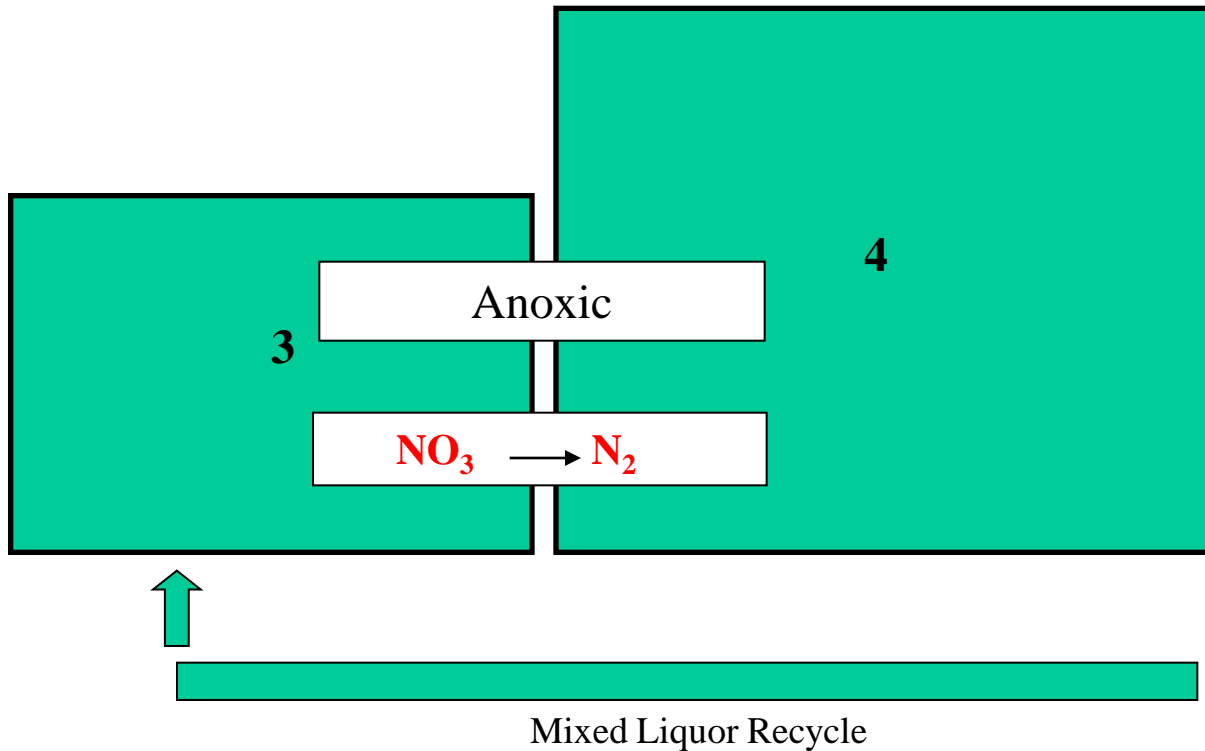 4
Anoxic
3
NO₃ → N₂
Mixed Liquor Recycle